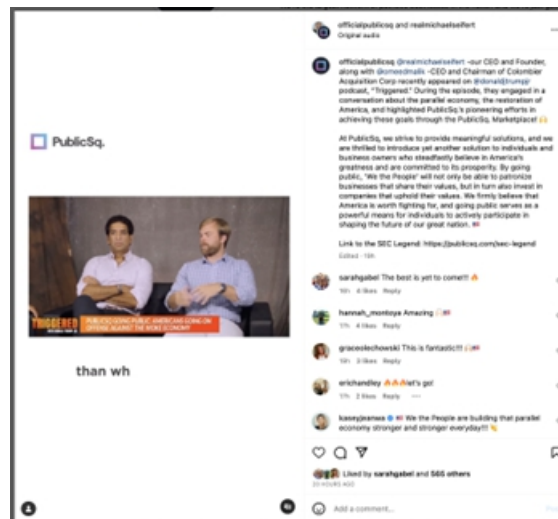 PublicSq.
TRIGGERED
PUBLICSQ GOING PUBLIC: AMERICANS GOING ON
OFFENSE AGAINST THE WOKE ECONOMY
than wh
officialpublicsq and realmichaelseifert
Original audio
officialpublicsq @realmichaelseifert -our CEO and Founder,
along with @omeedmalik -CEO and Chairman of Colombier
Acquisition Corp recently appeared on @donaldjtrumpjr
podcast, "Triggered." During the episode, they engaged in a
conversation about the parallel economy, the restoration of
America, and highlighted PublicSq.'s pioneering efforts in
achieving these goals through the PublicSq. Marketplace! 🙌
At PublicSq., we strive to provide meaningful solutions, and we
are thrilled to introduce yet another solution to individuals and
business owners who steadfastly believe in America's
greatness and are committed to its prosperity. By going
public, "We the People" will not only be able to patronize
businesses that share their values, but in turn also invest in
companies that uphold their values. We firmly believe that
America is worth fighting for, and going public serves as a
powerful means for individuals to actively participate in
shaping the future of our great nation. 🇺🇸
Link to the SEC Legend: https://publicsq.com/sec-legend
Edited · 19h
sarahgabel The best is yet to come!!! 🔥
4 likes Reply
hannah_montoya Amazing 🙌🇺🇸
17h 4 likes Reply
graceolechowski This is fantastic!!! 🙌🇺🇸
3 likes Reply
erichandley 🔥🔥🔥let's go!
17h 2 likes Reply
kaseyjeanwa 🇺🇸 We the People are building that parallel
economy stronger and stronger everyday!!! 👏
Liked by sarahgabel and 565 others
20 HOURS AGO
Add a comment...